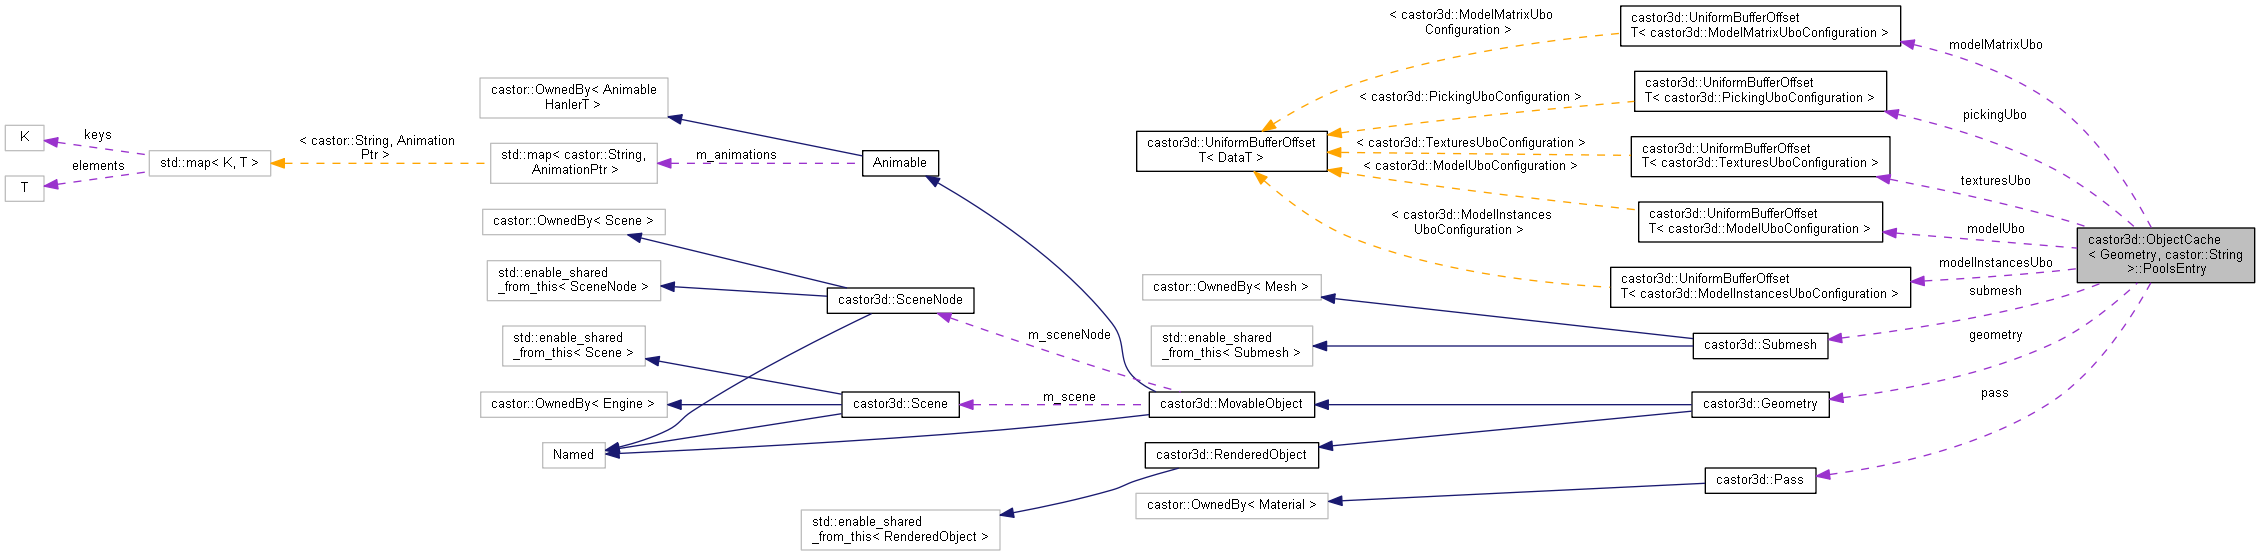 K
T
keys
elements
std::map< K, T >
< castor::String, Animation
Ptr >
castor::OwnedBy< Animable
HanlerT >
std::map< castor::String,
AnimationPtr >
castor::OwnedBy< Scene >
std::enable_shared
_from_this< SceneNode >
std::enable_shared
_from_this< Scene >
castor::OwnedBy< Engine >
Named
m_animations
Animable
castor3d::SceneNode
castor3d::Scene
std::enable_shared
_from_this< RenderedObject >
m_sceneNode
m_scene
castor3d::UniformBufferOffset
T< DataT >
castor::OwnedBy< Mesh >
std::enable_shared
_from_this< Submesh >
castor3d::MovableObject
castor3d::RenderedObject
castor::OwnedBy< Material >
< castor3d::ModelMatrixUbo
Configuration >
< castor3d::PickingUboConfiguration >
< castor3d::TexturesUboConfiguration >
< castor3d::ModelUboConfiguration >
< castor3d::ModelInstances
UboConfiguration >
castor3d::UniformBufferOffset
T< castor3d::ModelMatrixUboConfiguration >
castor3d::UniformBufferOffset
T< castor3d::PickingUboConfiguration >
castor3d::UniformBufferOffset
T< castor3d::TexturesUboConfiguration >
castor3d::UniformBufferOffset
T< castor3d::ModelUboConfiguration >
castor3d::UniformBufferOffset
T< castor3d::ModelInstancesUboConfiguration >
castor3d::Submesh
castor3d::Geometry
castor3d::Pass
modelMatrixUbo
pickingUbo
texturesUbo
modelUbo
modelInstancesUbo
submesh
geometry
pass
castor3d::ObjectCache
< Geometry, castor::String
>::PoolsEntry